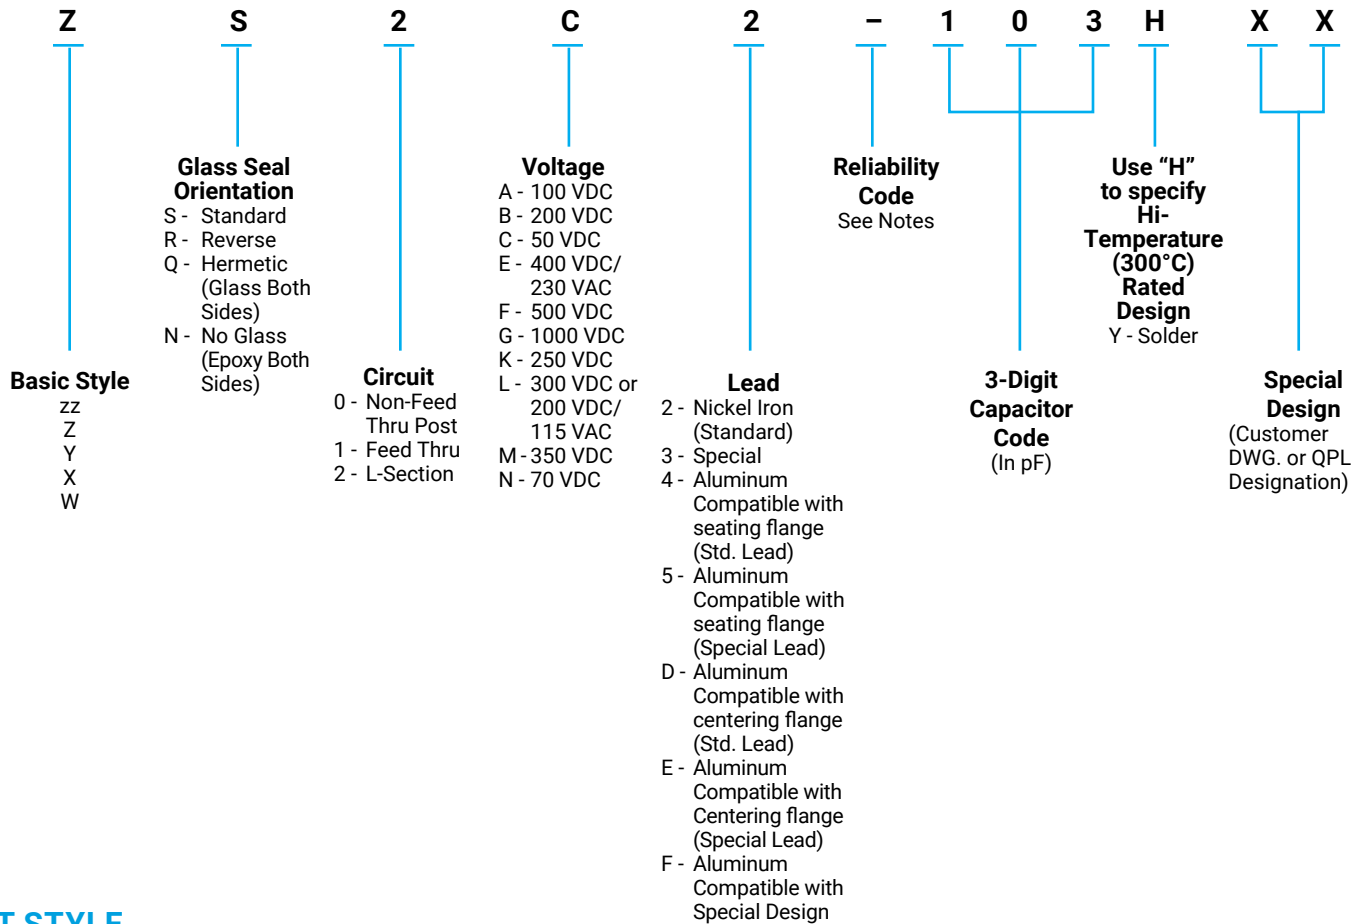 Z S 2 C 2 – 1 0 3 H X X
Basic Style
ZZ
Z
Y
X
W
Glass Seal
Orientation
S - Standard
R - Reverse
Q - Hermetic
(Glass Both
Sides)
N - No Glass
(Epoxy Both
Sides)
Circuit
0 - Non-Feed
Thru Post
1 - Feed Thru
2 - L-Section
Voltage
A - 100 VDC
B - 200 VDC
C - 50 VDC
E - 400 VDC/
230 VAC
F - 500 VDC
G - 1000 VDC
K - 250 VDC
L - 300 VDC or
200 VDC/
115 VAC
M - 350 VDC
N - 70 VDC
Lead
2 - Nickel Iron
(Standard)
3 - Special
4 - Aluminum
Compatible with
seating flange
(Std. Lead)
5 - Aluminum
Compatible with
seating flange
(Special Lead)
D - Aluminum
Compatible with
centering flange
(Std. Lead)
E - Aluminum
Compatible with
Centering flange
(Special Lead)
F - Aluminum
Compatible with
Special Design
Reliability
Code
See Notes
3-Digit
Capacitor
Code
(In pF)
Use “H”
to specify
Hi-
Temperature
(300°C)
Rated
Design
Y - Solder
Special
Design
(Customer
DWG. or QPL
Designation)
T STYLE